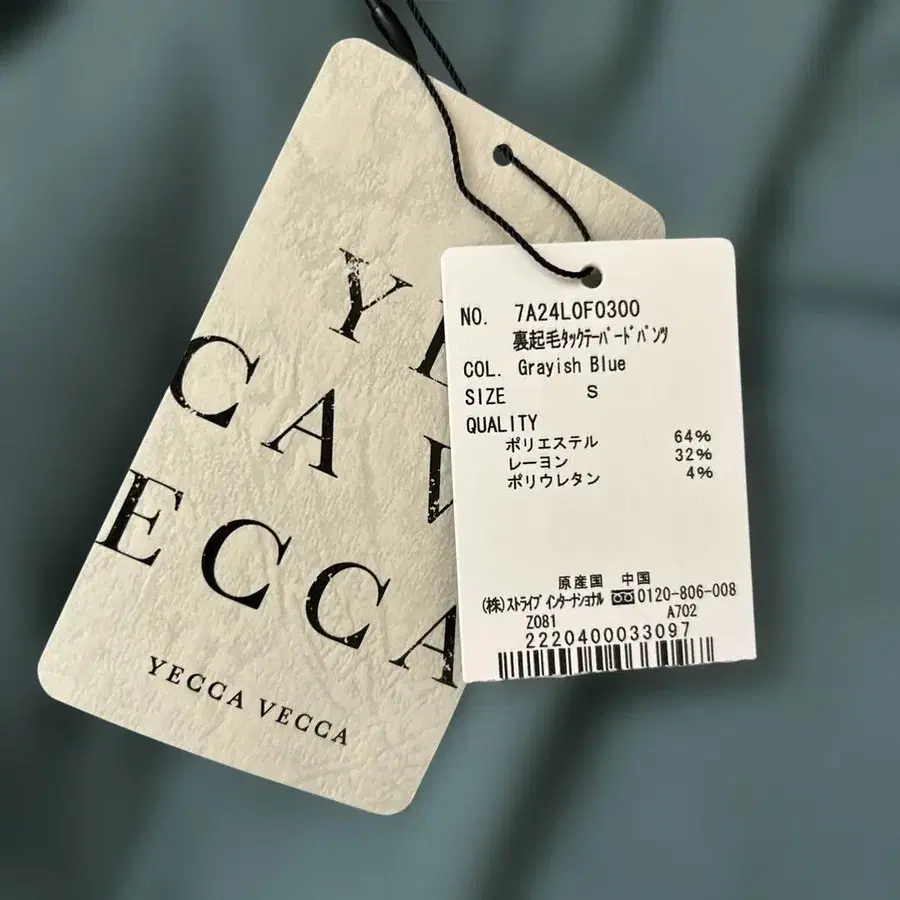 YE
CA V
ECCA
YECCA VECCA
NO. 7A24L0F0300
裏起毛ﾀｯｸﾃｰﾊﾟｰﾄﾞﾊﾟﾝﾂ
COL. Grayish Blue
SIZE S
QUALITY
ポリエステル 64%
レーヨン 32%
ポリウレタン 4%
原産国 中国
(株)ｽﾄﾗｲﾌﾟ ｲﾝﾀｰﾅｼｮﾅﾙ 0120-806-008
Z081 A702
2220400033097